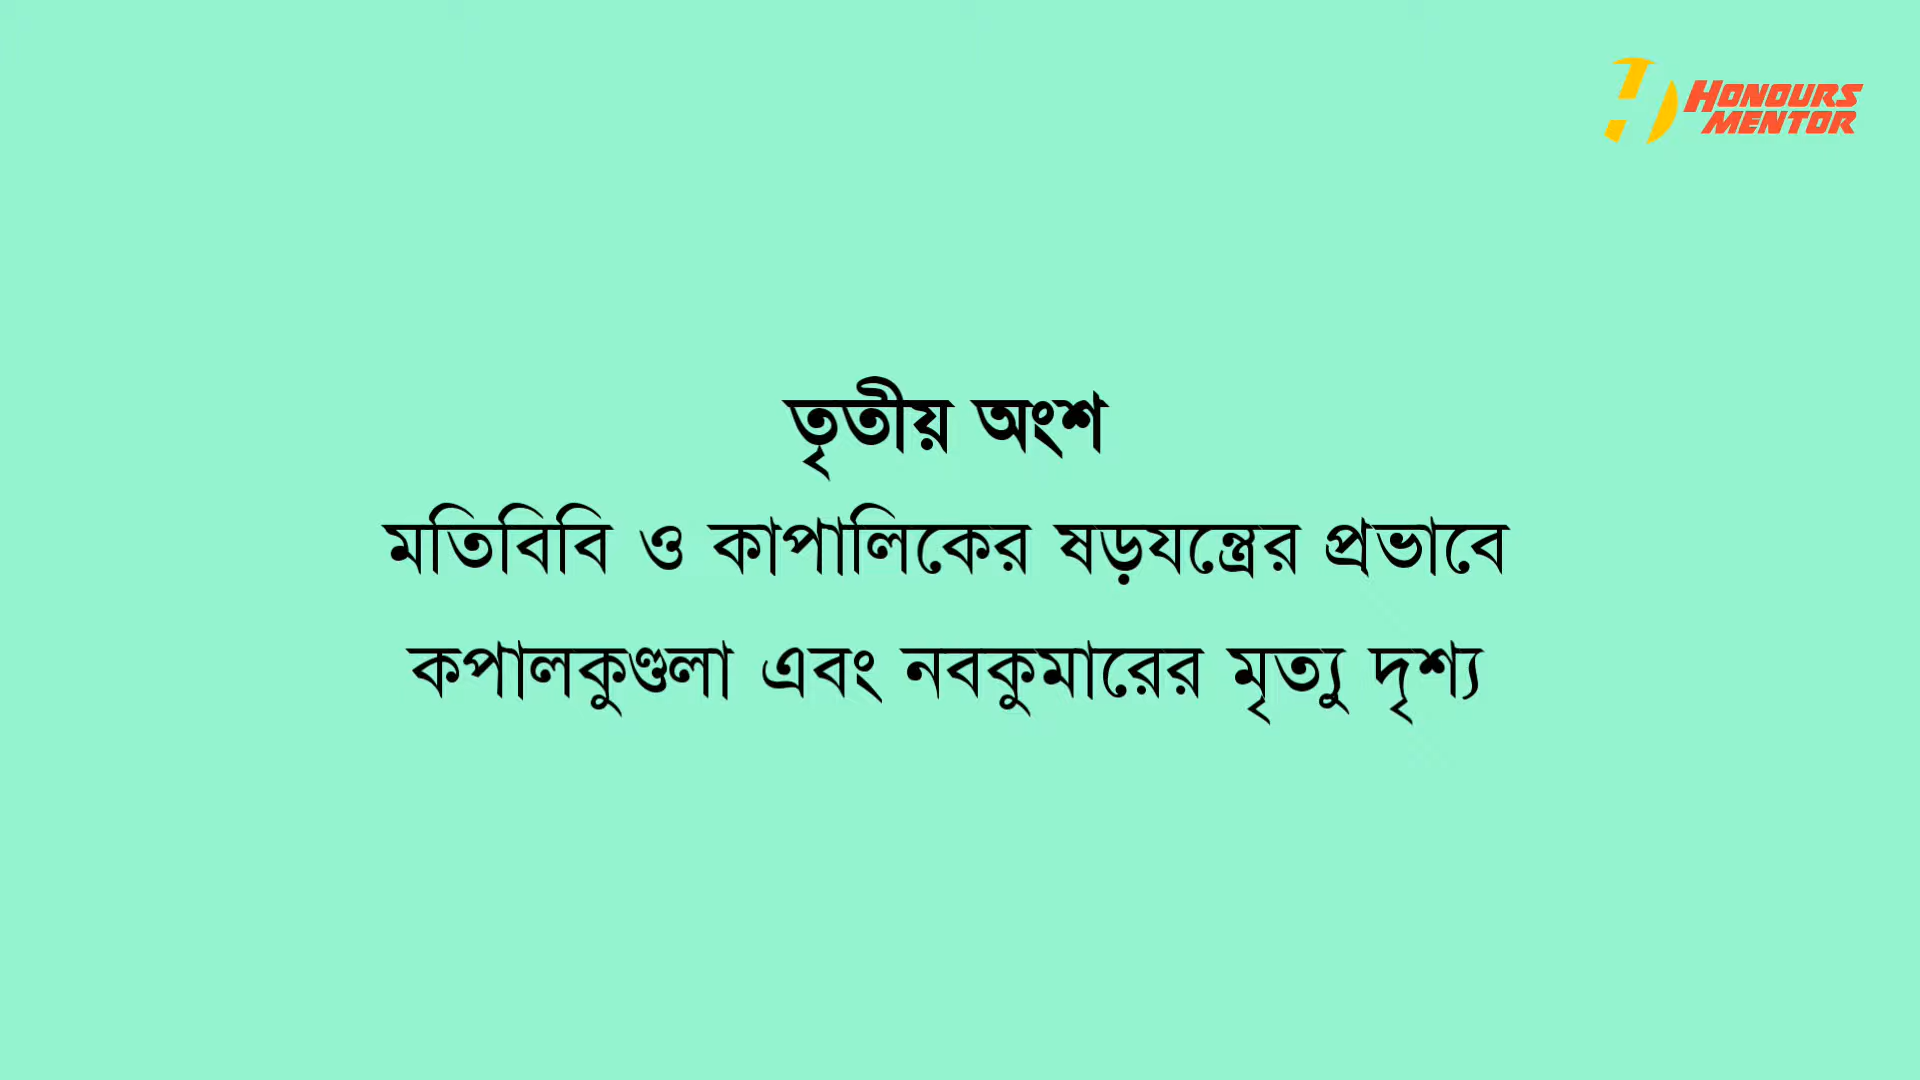 HONOURS
MENTOR
তৃতীয় অংশ
মতিবিবি ও কাপালিকের ষড়যন্ত্রের প্রভাবে
কপালকুণ্ডলা এবং নবকুমারের মৃত্যু দৃশ্য